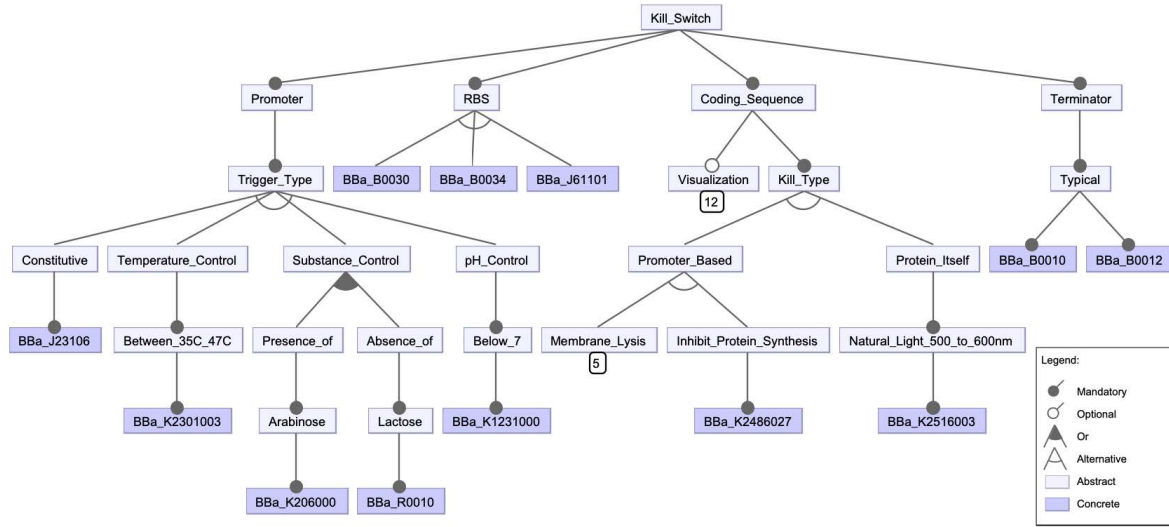 Kill_Switch
Promoter
RBS
Coding_Sequence
Terminator
Trigger_Type
BBa_B0030
BBa_B0034
BBa_J61101
Visualization
12
Kill_Type
Typical
Constitutive
Temperature_Control
Substance_Control
pH_Control
Promoter_Based
Protein_Itself
BBa_B0010
BBa_B0012
BBa_J23106
Between_35C_47C
Presence_of
Absence_of
Below_7
Membrane_Lysis
5
Inhibit_Protein_Synthesis
Natural_Light_500_to_600nm
BBa_K2301003
Arabinose
Lactose
BBa_K1231000
BBa_K2486027
BBa_K2516003
BBa_K206000
BBa_R0010
Legend:
Mandatory
Optional
Or
Alternative
Abstract
Concrete